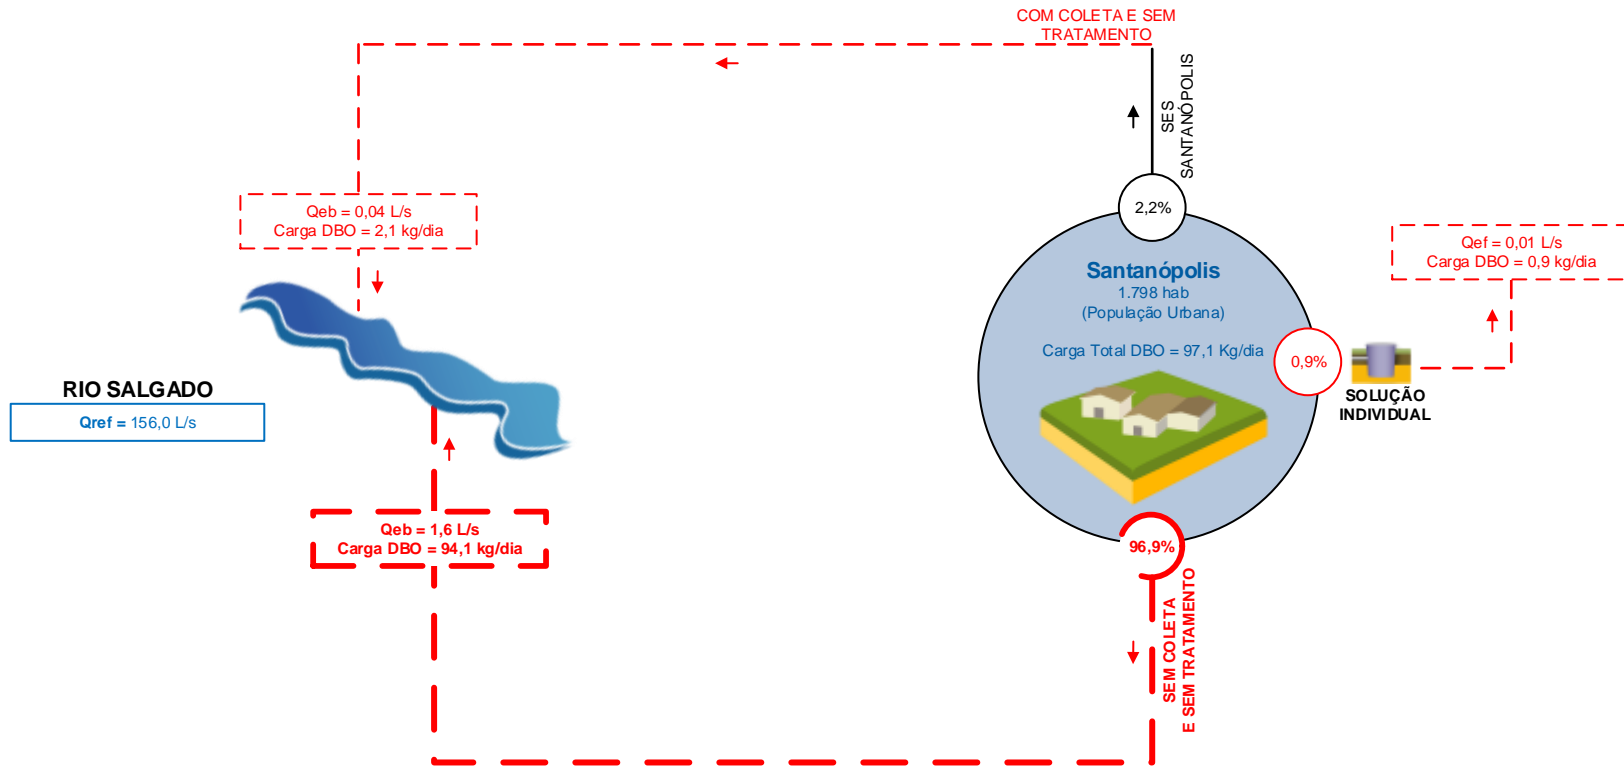 COM COLETA E SEM
TRATAMENTO
SES
SANTANÓPOLIS
2,2%
Qeb = 0,04 L/s
Carga DBO = 2,1 kg/dia
Qef = 0,01 L/s
Carga DBO = 0,9 kg/dia
Santanópolis
1.798 hab
(População Urbana)
Carga Total DBO = 97,1 Kg/dia
0,9%
SOLUÇÃO
INDIVIDUAL
RIO SALGADO
Qref = 156,0 L/s
Qeb = 1,6 L/s
Carga DBO = 94,1 kg/dia
96,9%
SEM COLETA
E SEM TRATAMENTO